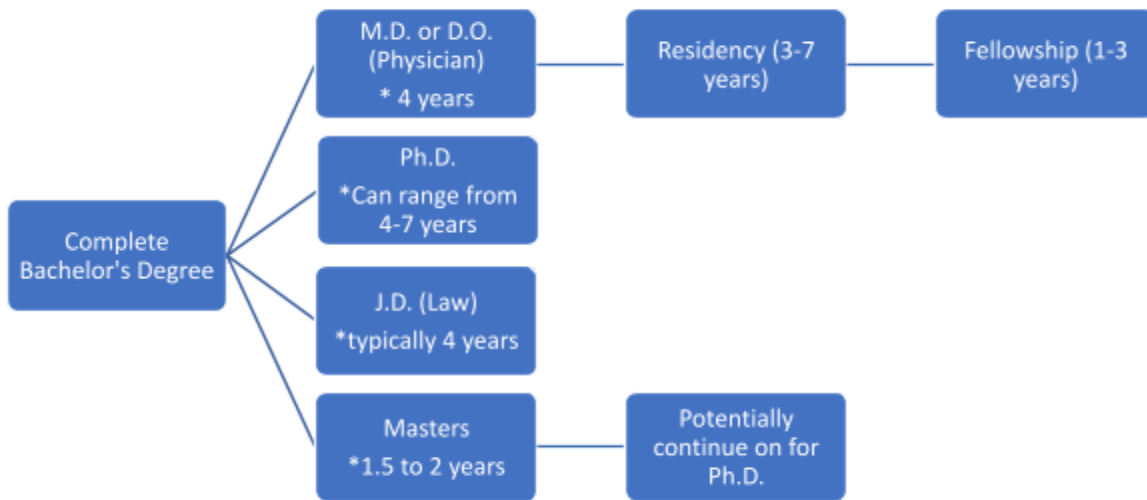 M.D. or D.O.
(Physician)
* 4 years
Residency (3-7
years)
Fellowship (1-3
years)
Ph.D.
*Can range from
4-7 years
Complete
Bachelor's Degree
J.D. (Law)
*typically 4 years
Masters
*1.5 to 2 years
Potentially
continue on for
Ph.D.